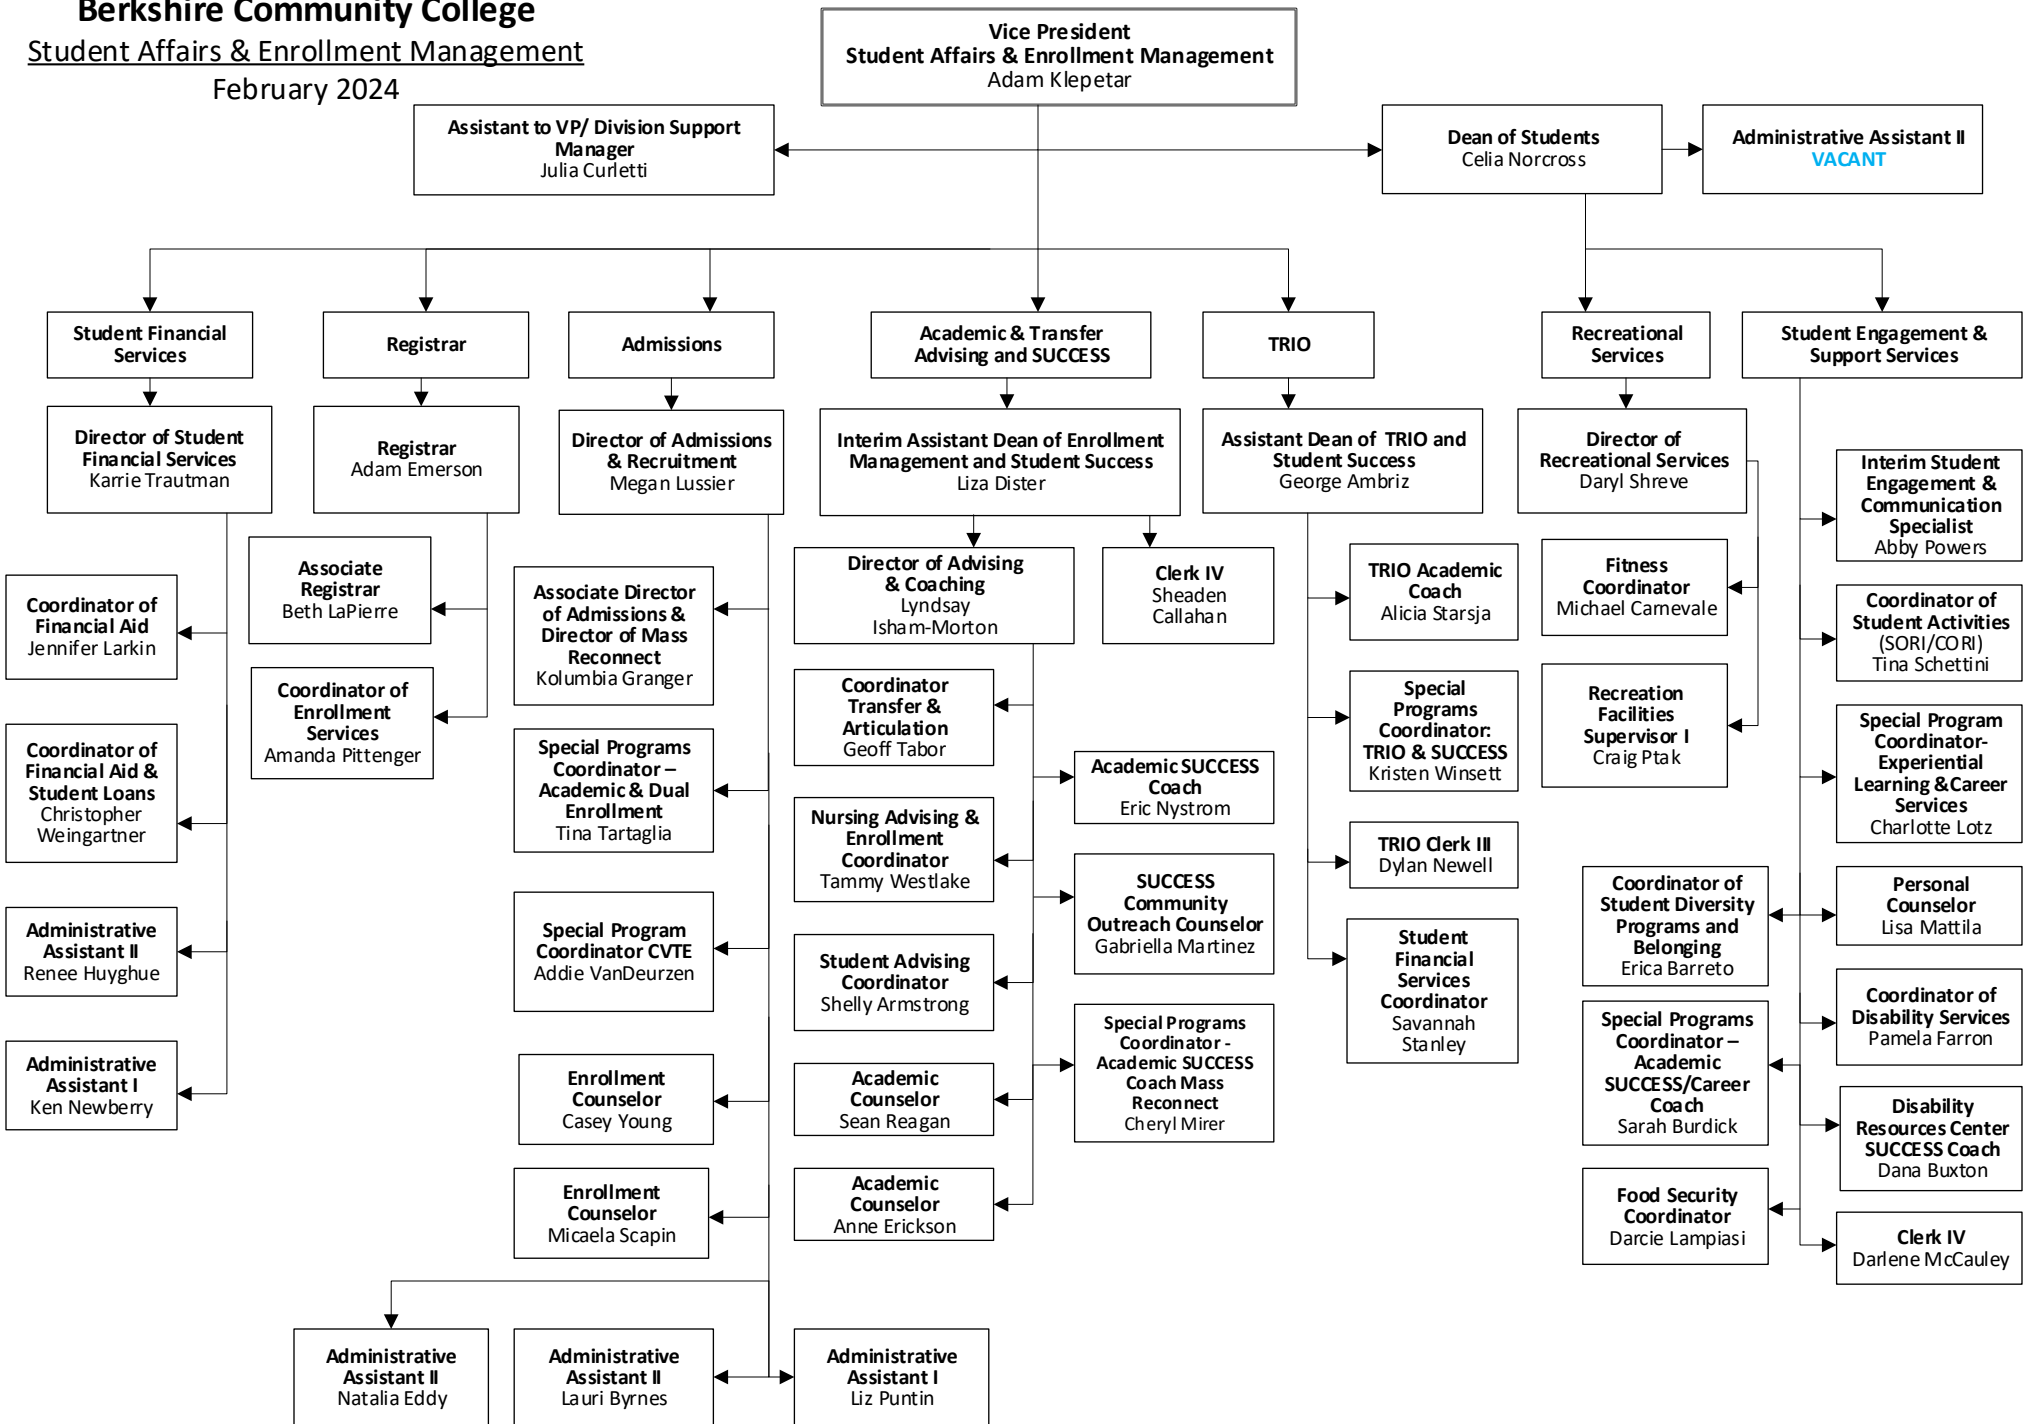 Berkshire Community College
Student Affairs & Enrollment Management
February 2024
Vice President
Student Affairs & Enrollment Management
Adam Klepetar
Assistant to VP/ Division Support
Manager
Julia Curletti
Dean of Students
Celia Norcross
Administrative Assistant II
VACANT
Student Financial
Services
Registrar
Admissions
Academic & Transfer
Advising and SUCCESS
TRIO
Recreational
Services
Student Engagement &
Support Services
Director of Student
Financial Services
Karrie Trautman
Registrar
Adam Emerson
Director of Admissions
& Recruitment
Megan Lussier
Interim Assistant Dean of Enrollment
Management and Student Success
Liza Dister
Assistant Dean of TRIO and
Student Success
George Ambriz
Director of
Recreational Services
Daryl Shreve
Coordinator of
Financial Aid
Jennifer Larkin
Coordinator of
Financial Aid &
Student Loans
Christopher
Weingartner
Administrative
Assistant II
Renee Huyghue
Administrative
Assistant I
Ken Newberry
Associate
Registrar
Beth LaPierre
Coordinator of
Enrollment
Services
Amanda Pittenger
Associate Director
of Admissions &
Director of Mass
Reconnect
Kolumbia Granger
Special Programs
Coordinator –
Academic & Dual
Enrollment
Tina Tartaglia
Special Program
Coordinator CVTE
Addie VanDeurzen
Enrollment
Counselor
Casey Young
Enrollment
Counselor
Micaela Scapin
Administrative
Assistant II
Natalia Eddy
Administrative
Assistant II
Lauri Byrnes
Administrative
Assistant I
Liz Puntin
Director of Advising
& Coaching
Lyndsay
Isham-Morton
Clerk IV
Sheaden
Callahan
Coordinator
Transfer &
Articulation
Geoff Tabor
Nursing Advising &
Enrollment
Coordinator
Tammy Westlake
Student Advising
Coordinator
Shelly Armstrong
Academic
Counselor
Sean Reagan
Academic
Counselor
Anne Erickson
Academic SUCCESS
Coach
Eric Nystrom
SUCCESS
Community
Outreach Counselor
Gabriella Martinez
Special Programs
Coordinator -
Academic SUCCESS
Coach Mass
Reconnect
Cheryl Mirer
TRIO Academic
Coach
Alicia Starsja
Special
Programs
Coordinator:
TRIO & SUCCESS
Kristen Winsett
TRIO Clerk III
Dylan Newell
Student
Financial
Services
Coordinator
Savannah
Stanley
Fitness
Coordinator
Michael Carnevale
Recreation
Facilities
Supervisor I
Craig Ptak
Interim Student
Engagement &
Communication
Specialist
Abby Powers
Coordinator of
Student Activities
(SORI/CORI)
Tina Schettini
Special Program
Coordinator-
Experiential
Learning &Career
Services
Charlotte Lotz
Coordinator of
Student Diversity
Programs and
Belonging
Erica Barreto
Personal
Counselor
Lisa Mattila
Coordinator of
Disability Services
Pamela Farron
Special Programs
Coordinator –
Academic
SUCCESS/Career
Coach
Sarah Burdick
Disability
Resources Center
SUCCESS Coach
Dana Buxton
Food Security
Coordinator
Darcie Lampiasi
Clerk IV
Darlene McCauley